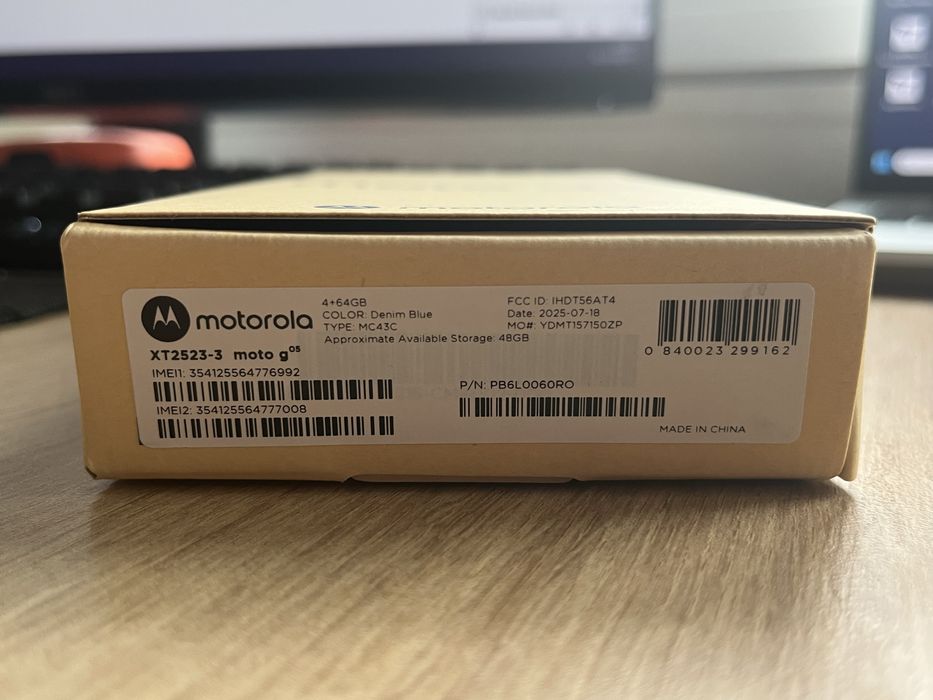 motorola
motorola
XT2523-3 moto g05
4+64GB
COLOR: Denim Blue
TYPE: MC43C
Approximate Available Storage: 48GB
FCC ID: IHDT56AT4
Date: 2025-07-18
MO#: YDMT157150ZP
0 840023 299162
IMEI1: 354125564776992
IMEI2: 354125564777008
P/N: PB6L0060RO
MADE IN CHINA